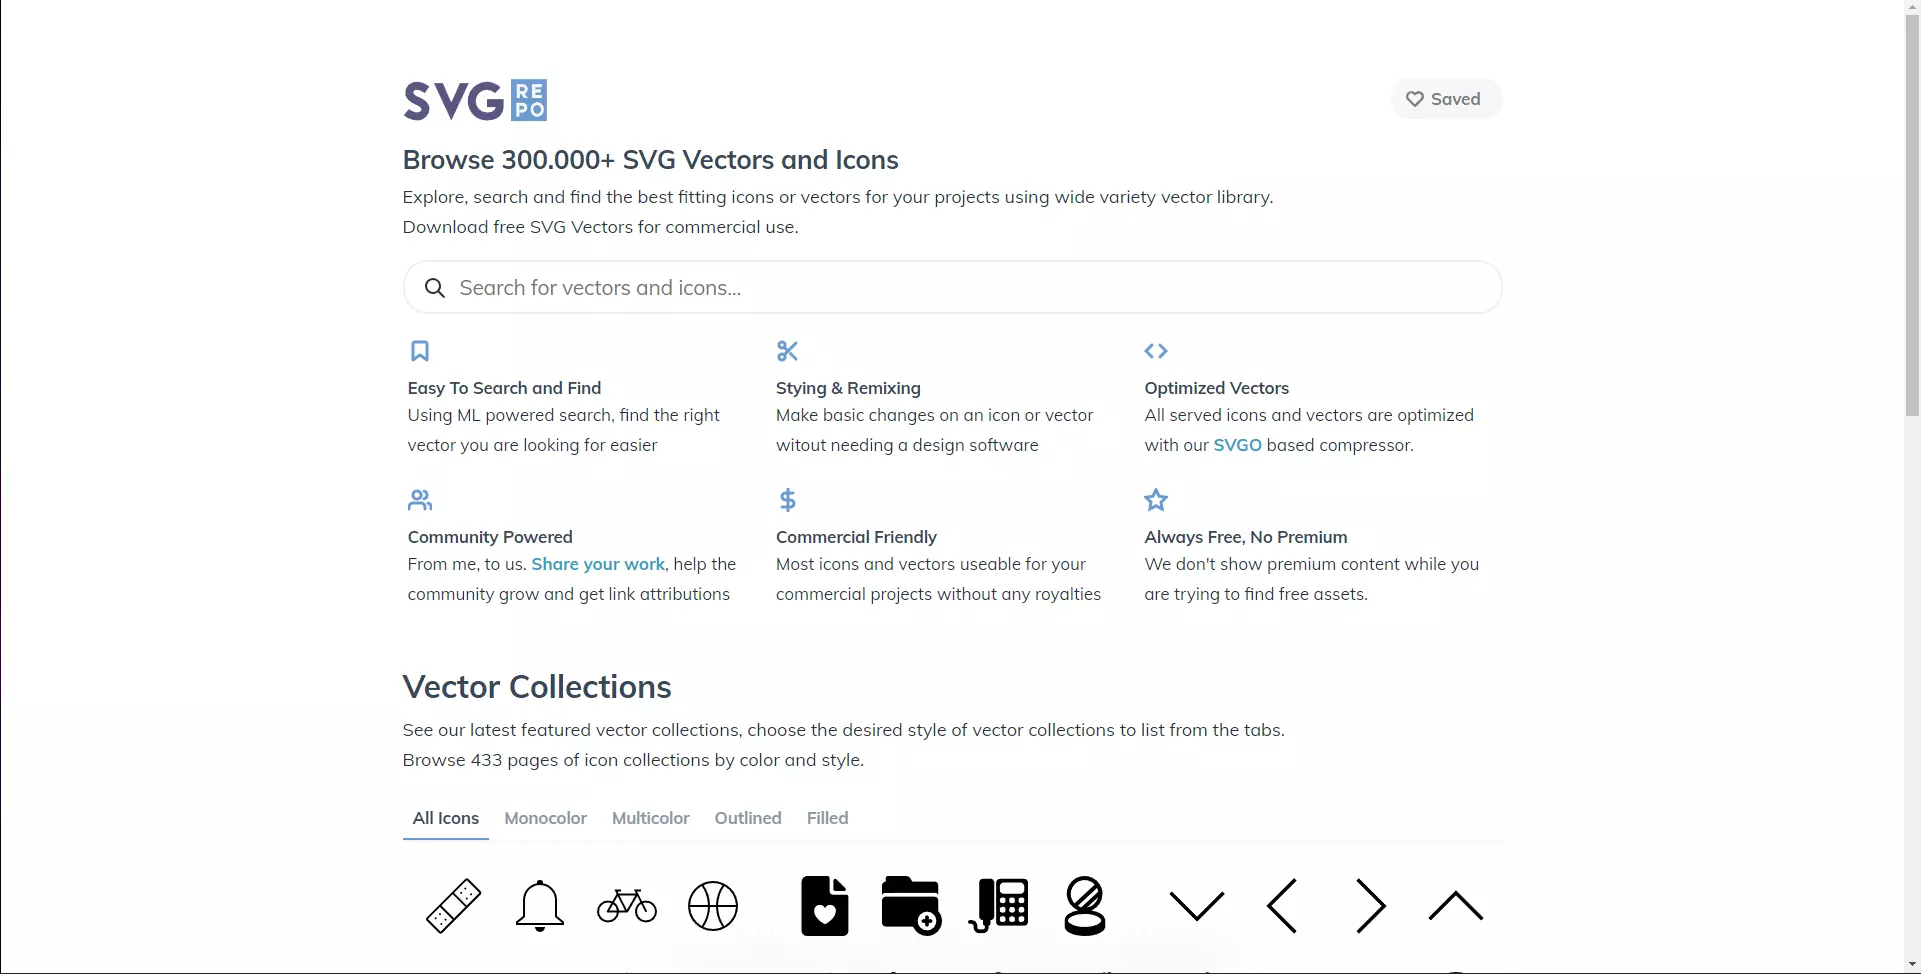 SVG RE PO
Saved
Browse 300.000+ SVG Vectors and Icons
Explore, search and find the best fitting icons or vectors for your projects using wide variety vector library.
Download free SVG Vectors for commercial use.
Search for vectors and icons...
Easy To Search and Find
Using ML powered search, find the right
vector you are looking for easier
Stying & Remixing
Make basic changes on an icon or vector
witout needing a design software
Optimized Vectors
All served icons and vectors are optimized
with our SVGO based compressor.
Community Powered
From me, to us. Share your work, help the
community grow and get link attributions
Commercial Friendly
Most icons and vectors useable for your
commercial projects without any royalties
Always Free, No Premium
We don't show premium content while you
are trying to find free assets.
Vector Collections
See our latest featured vector collections, choose the desired style of vector collections to list from the tabs.
Browse 433 pages of icon collections by color and style.
All Icons Monocolor Multicolor Outlined Filled